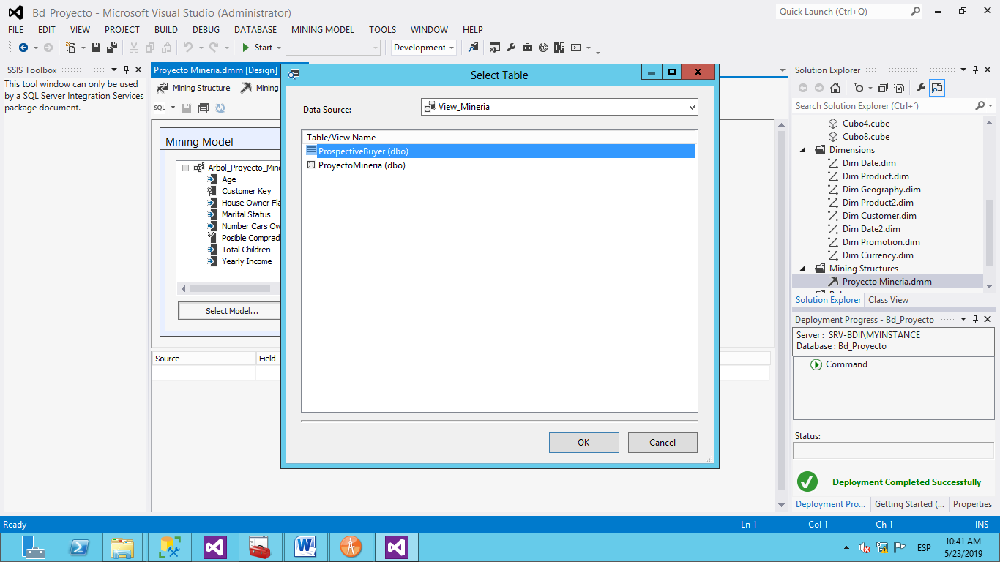 Bd_Proyecto - Microsoft Visual Studio (Administrator)
Quick Launch (Ctrl+Q)
FILE EDIT VIEW PROJECT BUILD DEBUG DATABASE MINING MODEL TOOLS WINDOW HELP
Start
Development
SSIS Toolbox
This tool window can only be used
by a SQL Server Integration Services
package document.
Proyecto Mineria.dmm [Design]
Mining Structure
Mining
SQL
Mining Model
Arbol_Proyecto_Mine
Age
Customer Key
House Owner Fla
Marital Status
Number Cars Ow
Posible Comprad
Total Children
Yearly Income
Select Model...
Source
Field
Select Table
Data Source:
View_Mineria
Table/View Name
ProspectiveBuyer (dbo)
ProyectoMineria (dbo)
OK
Cancel
Solution Explorer
Search Solution Explorer (Ctrl+´)
Cubo4.cube
Cubo8.cube
Dimensions
Dim Date.dim
Dim Product.dim
Dim Geography.dim
Dim Product2.dim
Dim Customer.dim
Dim Date2.dim
Dim Promotion.dim
Dim Currency.dim
Mining Structures
Proyecto Mineria.dmm
Solution Explorer
Class View
Deployment Progress - Bd_Proyecto
Server : SRV-BDII\MYINSTANCE
Database : Bd_Proyecto
Command
Status:
Deployment Completed Successfully
Deployment Pro...
Getting Started (...
Properties
Ready
Ln 1
Col 1
Ch 1
INS
ESP
10:41 AM
5/23/2019